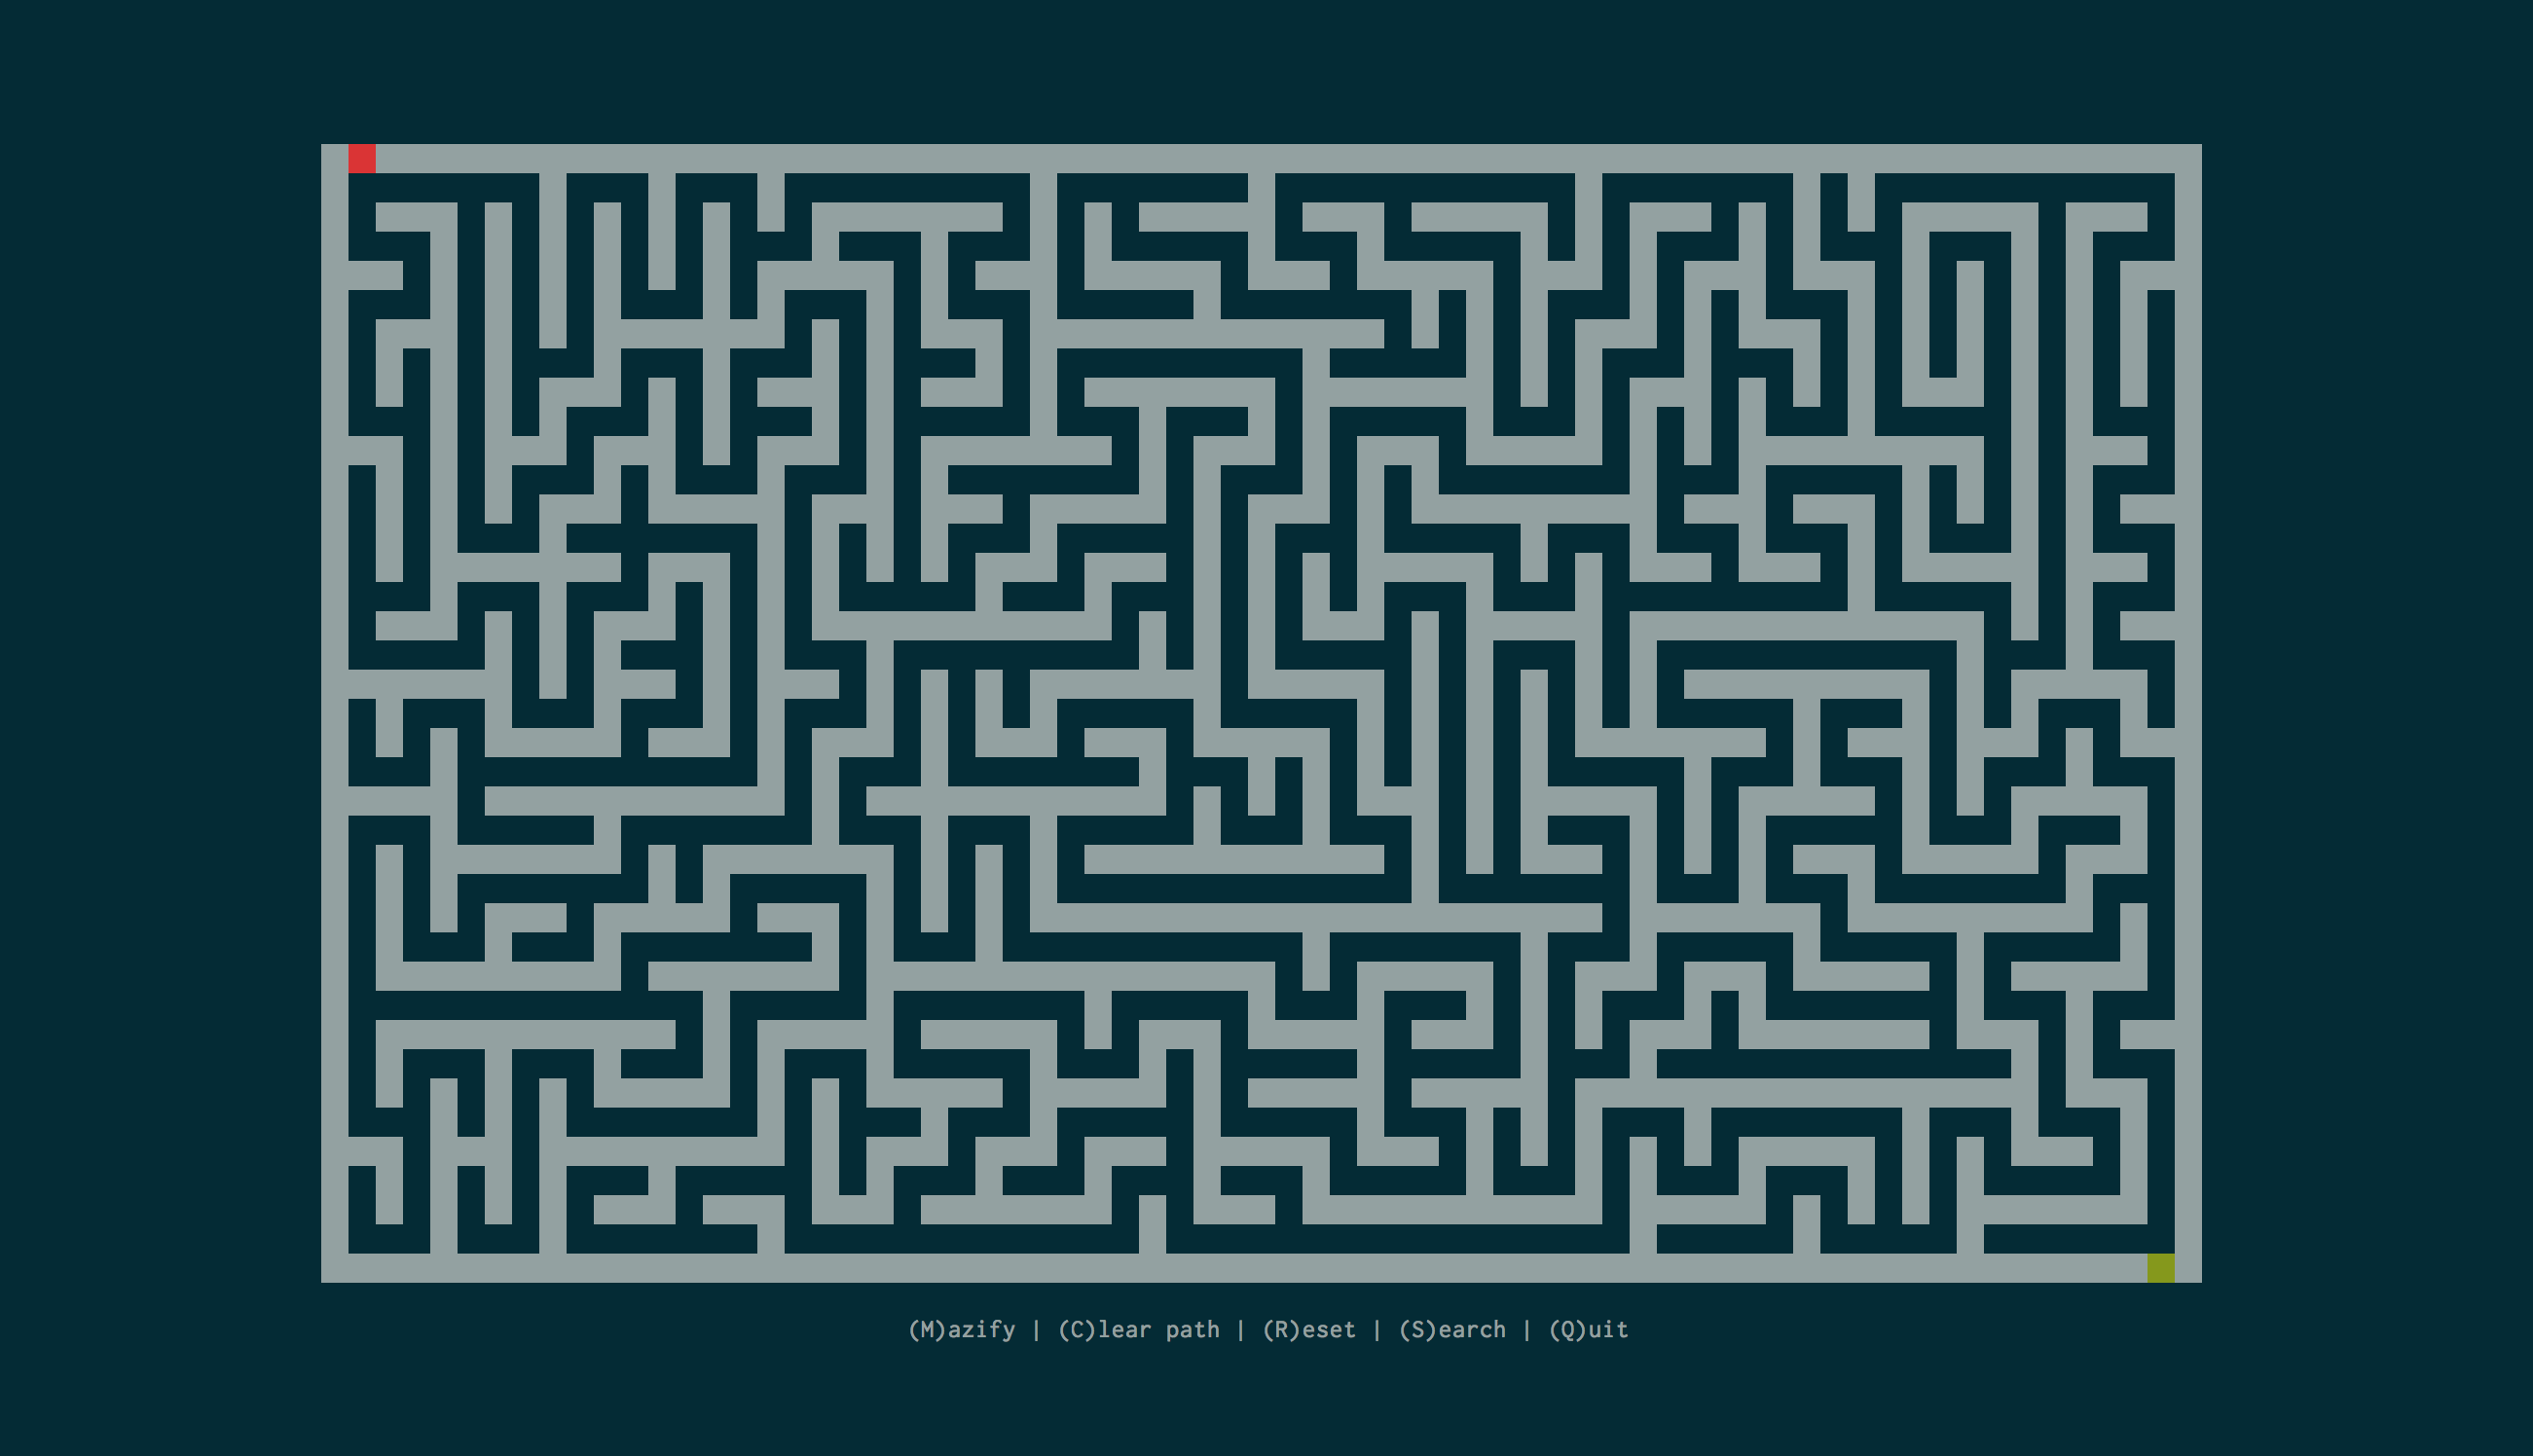 (M)azify | (C)lear path | (R)eset | (S)earch | (Q)uit